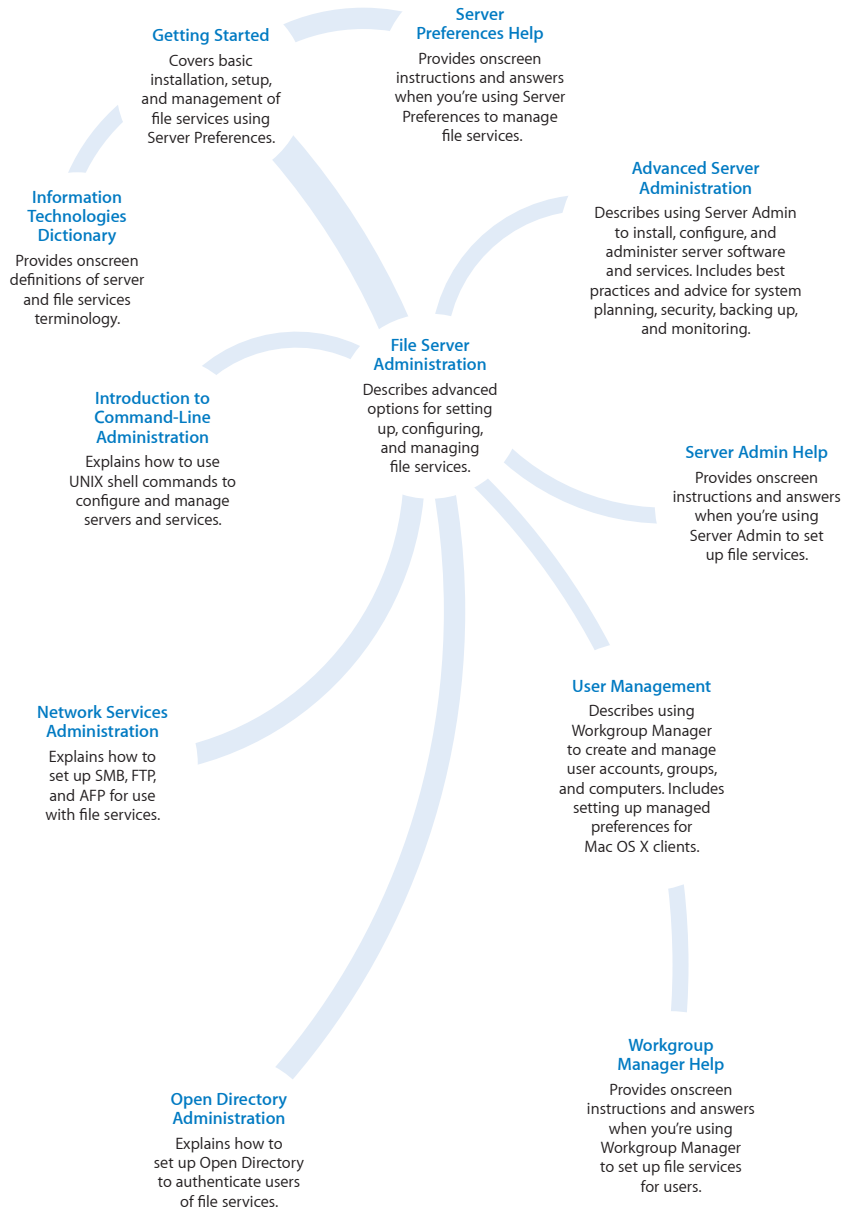 Getting Started
Covers basic
installation, setup,
and management of
file services using
Server Preferences.
Server
Preferences Help
Provides onscreen
instructions and answers
when you’re using Server
Preferences to manage
file services.
Information
Technologies
Dictionary
Provides onscreen
definitions of server
and file services
terminology.
Advanced Server
Administration
Describes using Server Admin
to install, configure, and
administer server software
and services. Includes best
practices and advice for system
planning, security, backing up,
and monitoring.
File Server
Administration
Describes advanced
options for setting
up, configuring,
and managing
file services.
Introduction to
Command-Line
Administration
Explains how to use
UNIX shell commands to
configure and manage
servers and services.
Server Admin Help
Provides onscreen
instructions and answers
when you’re using
Server Admin to set
up file services.
Network Services
Administration
Explains how to
set up SMB, FTP,
and AFP for use
with file services.
User Management
Describes using
Workgroup Manager
to create and manage
user accounts, groups,
and computers. Includes
setting up managed
preferences for
Mac OS X clients.
Open Directory
Administration
Explains how to
set up Open Directory
to authenticate users
of file services.
Workgroup
Manager Help
Provides onscreen
instructions and answers
when you’re using
Workgroup Manager
to set up file services
for users.